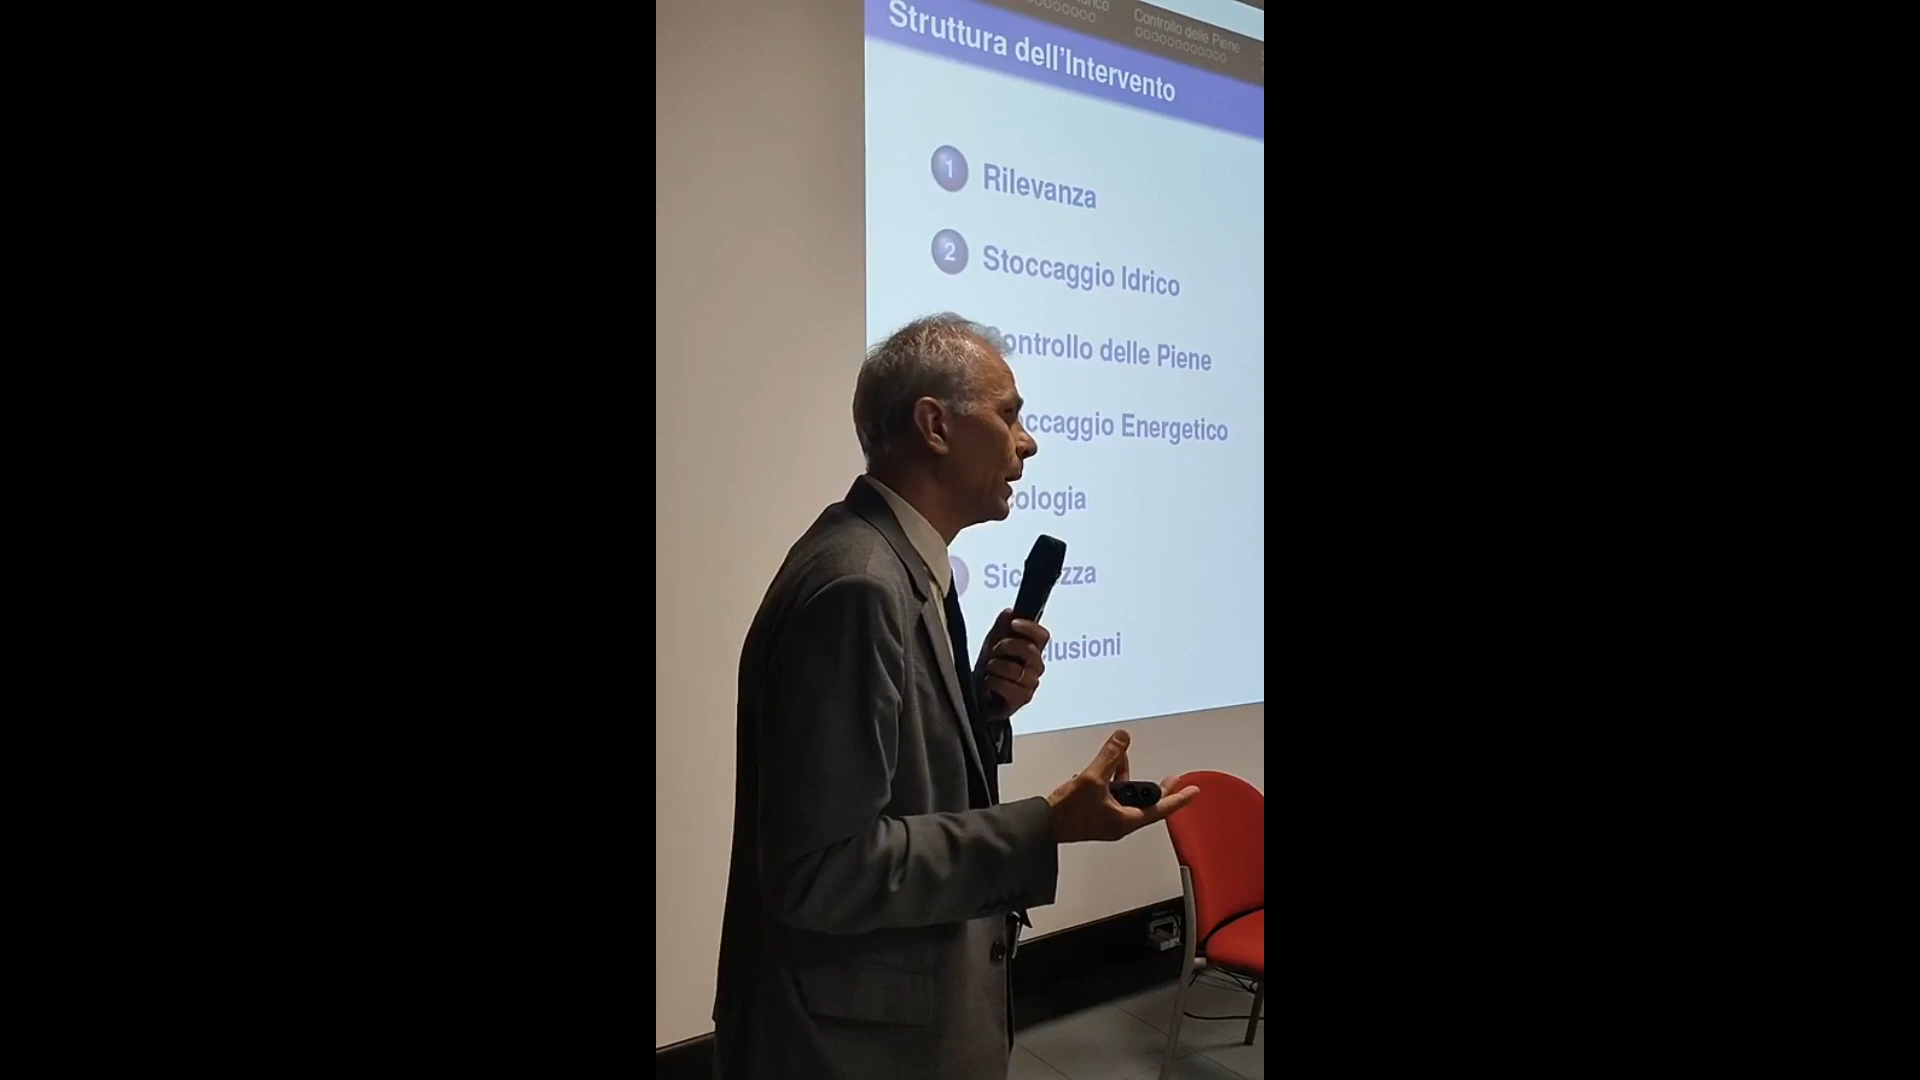 Controllo delle Piene
Struttura dell'Intervento
1 Rilevanza
2 Stoccaggio Idrico
ontrollo delle Piene
ccaggio Energetico
ologia
Sic zza
lusioni